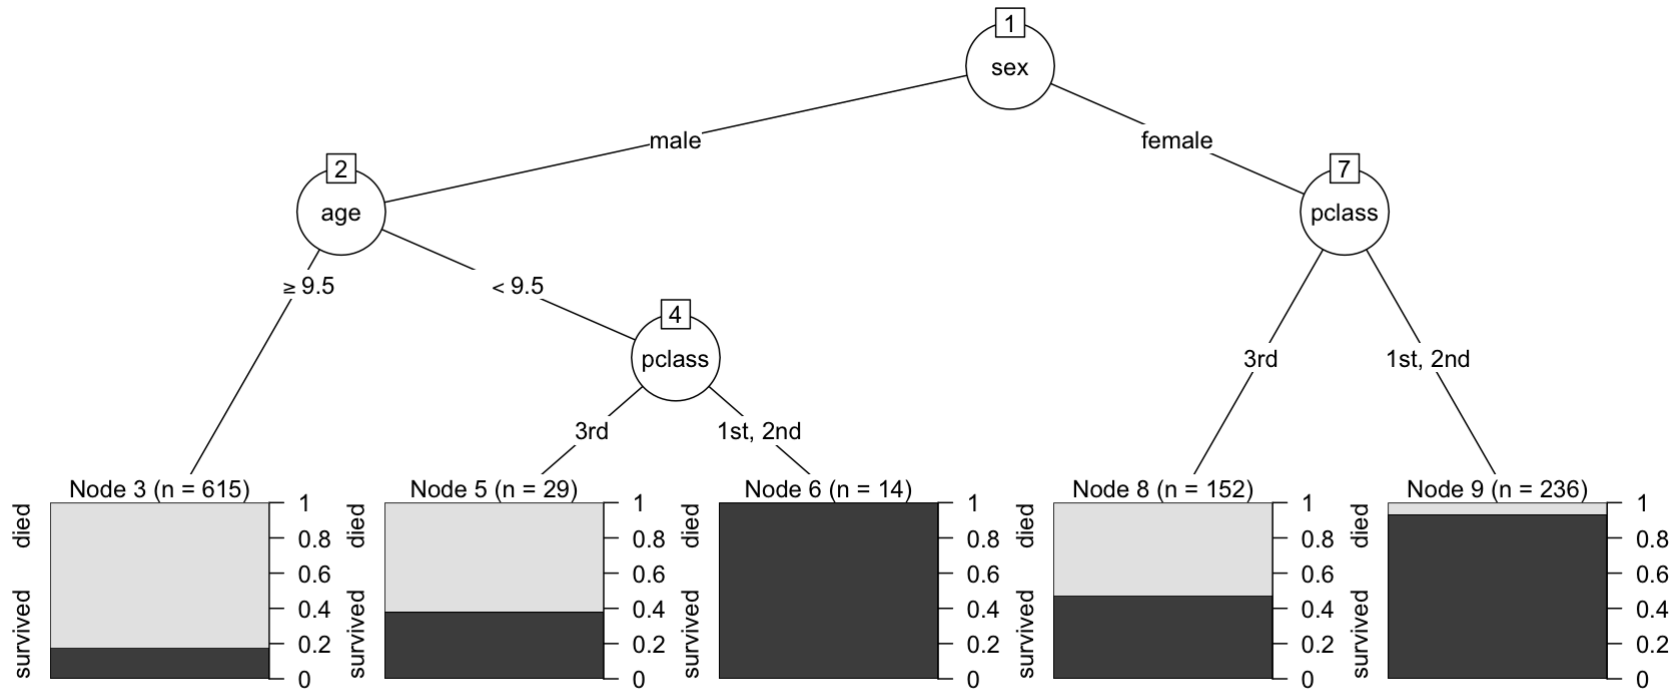 1
sex
male
female
2
age
7
pclass
≥ 9.5
< 9.5
4
pclass
3rd
1st, 2nd
3rd
1st, 2nd
Node 3 (n = 615)
died
survived
1
0.8
0.6
0.4
0.2
0
Node 5 (n = 29)
died
survived
1
0.8
0.6
0.4
0.2
0
Node 6 (n = 14)
died
survived
1
0.8
0.6
0.4
0.2
0
Node 8 (n = 152)
died
survived
1
0.8
0.6
0.4
0.2
0
Node 9 (n = 236)
died
survived
1
0.8
0.6
0.4
0.2
0